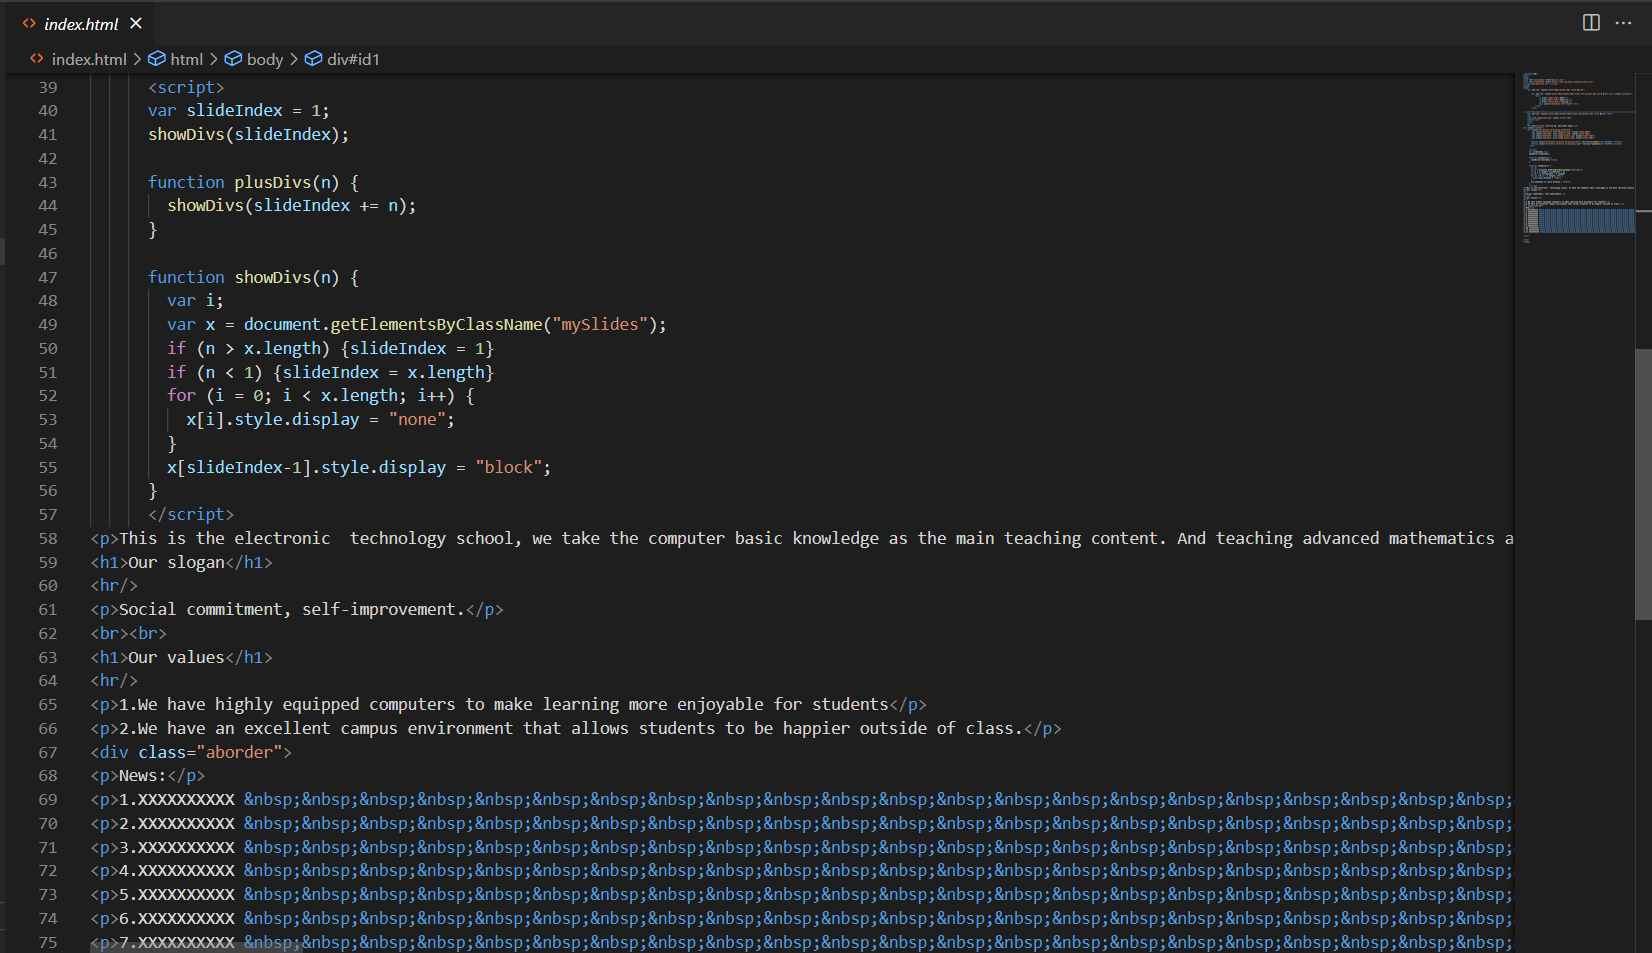 index.html
index.html > html > body > div#id1
39 <script>
40 var slideIndex = 1;
41 showDivs(slideIndex);
42
43 function plusDivs(n) {
44 showDivs(slideIndex += n);
45 }
46
47 function showDivs(n) {
48 var i;
49 var x = document.getElementsByClassName("mySlides");
50 if (n > x.length) {slideIndex = 1}
51 if (n < 1) {slideIndex = x.length}
52 for (i = 0; i < x.length; i++) {
53 x[i].style.display = "none";
54 }
55 x[slideIndex-1].style.display = "block";
56 }
57 </script>
58 <p>This is the electronic  technology school, we take the computer basic knowledge as the main teaching content. And teaching advanced mathematics a
59 <h1>Our slogan</h1>
60 <hr/>
61 <p>Social commitment, self-improvement.</p>
62 <br><br>
63 <h1>Our values</h1>
64 <hr/>
65 <p>1.We have highly equipped computers to make learning more enjoyable for students</p>
66 <p>2.We have an excellent campus environment that allows students to be happier outside of class.</p>
67 <div class="aborder">
68 <p>News:</p>
69 <p>1.XXXXXXXXXX &nbsp;&nbsp;&nbsp;&nbsp;&nbsp;&nbsp;&nbsp;&nbsp;&nbsp;&nbsp;&nbsp;&nbsp;&nbsp;&nbsp;&nbsp;&nbsp;&nbsp;&nbsp;&nbsp;&nbsp;&nbsp;&nbsp;
70 <p>2.XXXXXXXXXX &nbsp;&nbsp;&nbsp;&nbsp;&nbsp;&nbsp;&nbsp;&nbsp;&nbsp;&nbsp;&nbsp;&nbsp;&nbsp;&nbsp;&nbsp;&nbsp;&nbsp;&nbsp;&nbsp;&nbsp;&nbsp;&nbsp;
71 <p>3.XXXXXXXXXX &nbsp;&nbsp;&nbsp;&nbsp;&nbsp;&nbsp;&nbsp;&nbsp;&nbsp;&nbsp;&nbsp;&nbsp;&nbsp;&nbsp;&nbsp;&nbsp;&nbsp;&nbsp;&nbsp;&nbsp;&nbsp;&nbsp;
72 <p>4.XXXXXXXXXX &nbsp;&nbsp;&nbsp;&nbsp;&nbsp;&nbsp;&nbsp;&nbsp;&nbsp;&nbsp;&nbsp;&nbsp;&nbsp;&nbsp;&nbsp;&nbsp;&nbsp;&nbsp;&nbsp;&nbsp;&nbsp;&nbsp;
73 <p>5.XXXXXXXXXX &nbsp;&nbsp;&nbsp;&nbsp;&nbsp;&nbsp;&nbsp;&nbsp;&nbsp;&nbsp;&nbsp;&nbsp;&nbsp;&nbsp;&nbsp;&nbsp;&nbsp;&nbsp;&nbsp;&nbsp;&nbsp;&nbsp;
74 <p>6.XXXXXXXXXX &nbsp;&nbsp;&nbsp;&nbsp;&nbsp;&nbsp;&nbsp;&nbsp;&nbsp;&nbsp;&nbsp;&nbsp;&nbsp;&nbsp;&nbsp;&nbsp;&nbsp;&nbsp;&nbsp;&nbsp;&nbsp;&nbsp;
75 <p>7.XXXXXXXXXX &nbsp;&nbsp;&nbsp;&nbsp;&nbsp;&nbsp;&nbsp;&nbsp;&nbsp;&nbsp;&nbsp;&nbsp;&nbsp;&nbsp;&nbsp;&nbsp;&nbsp;&nbsp;&nbsp;&nbsp;&nbsp;&nbsp;